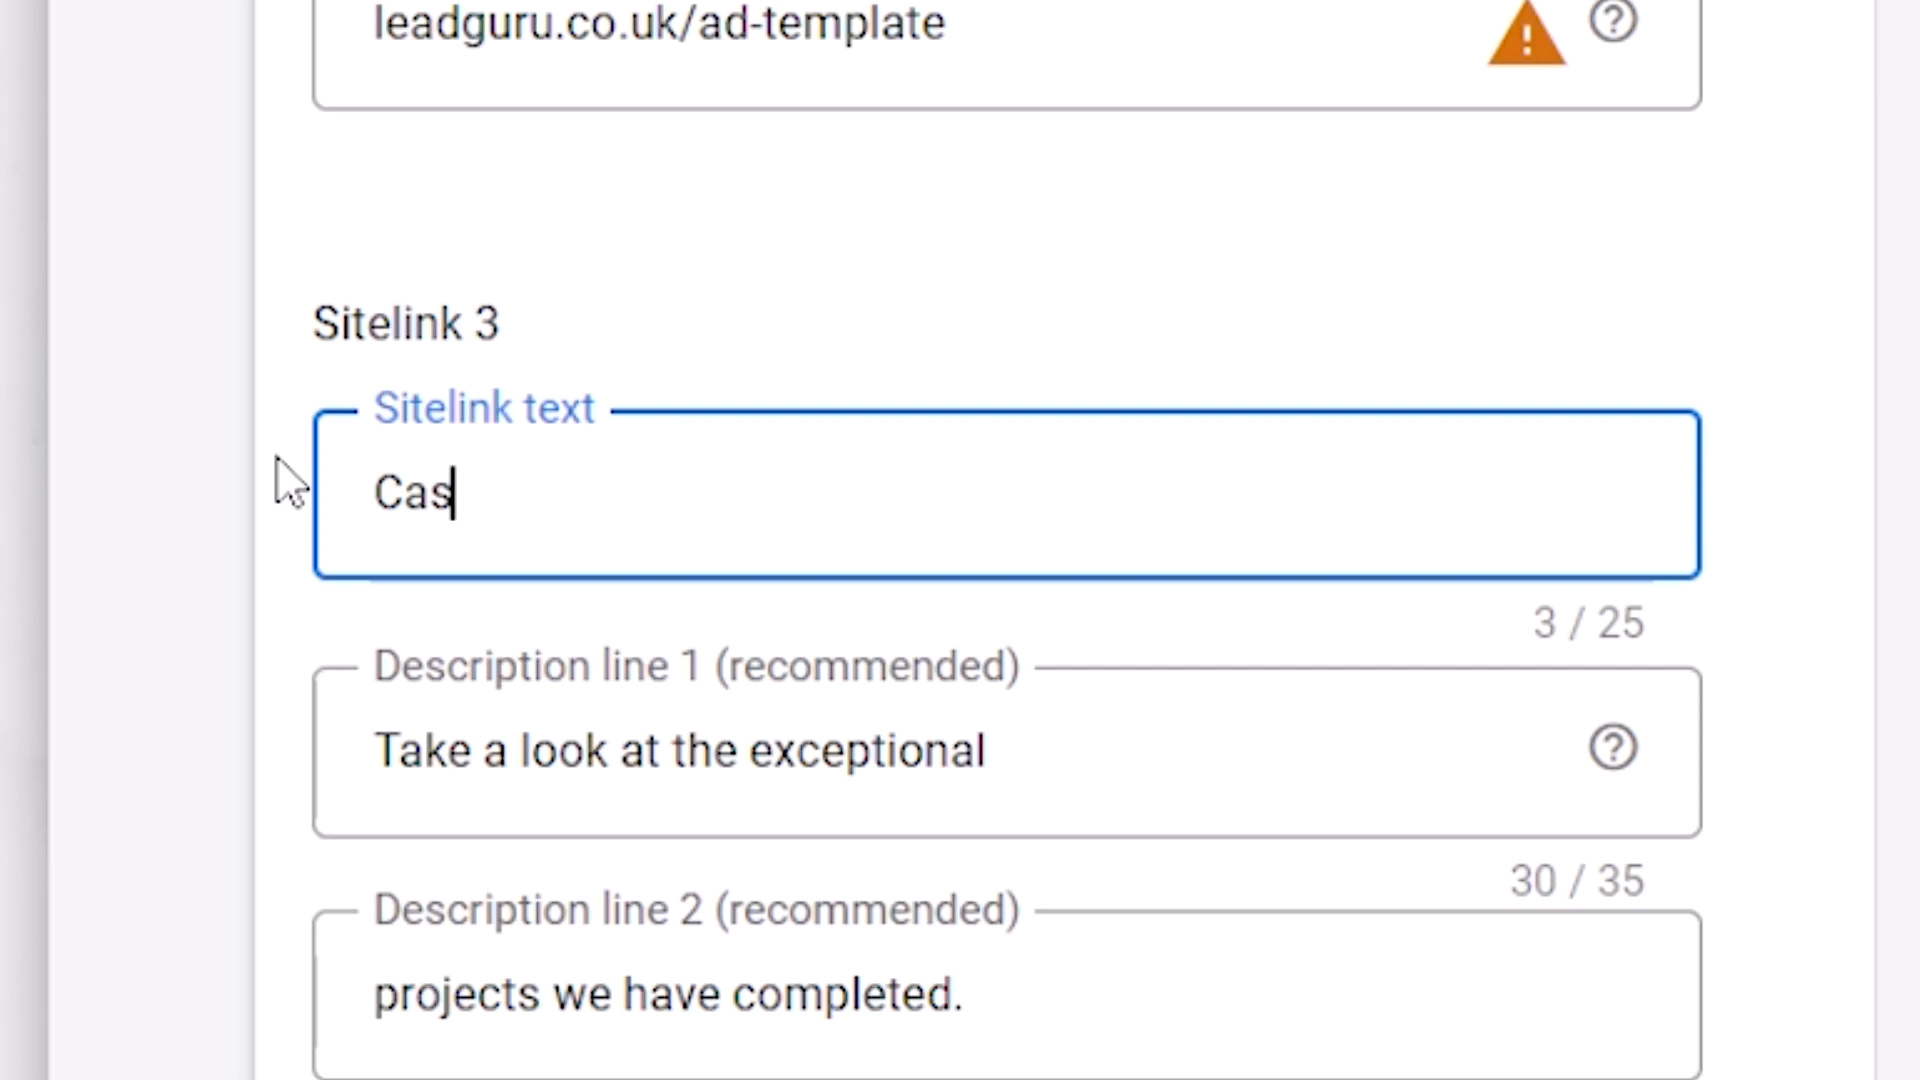 leadguru.co.uk/ad-template
Sitelink 3
Sitelink text
Cas
3 / 25
Description line 1 (recommended)
Take a look at the exceptional
30 / 35
Description line 2 (recommended)
projects we have completed.